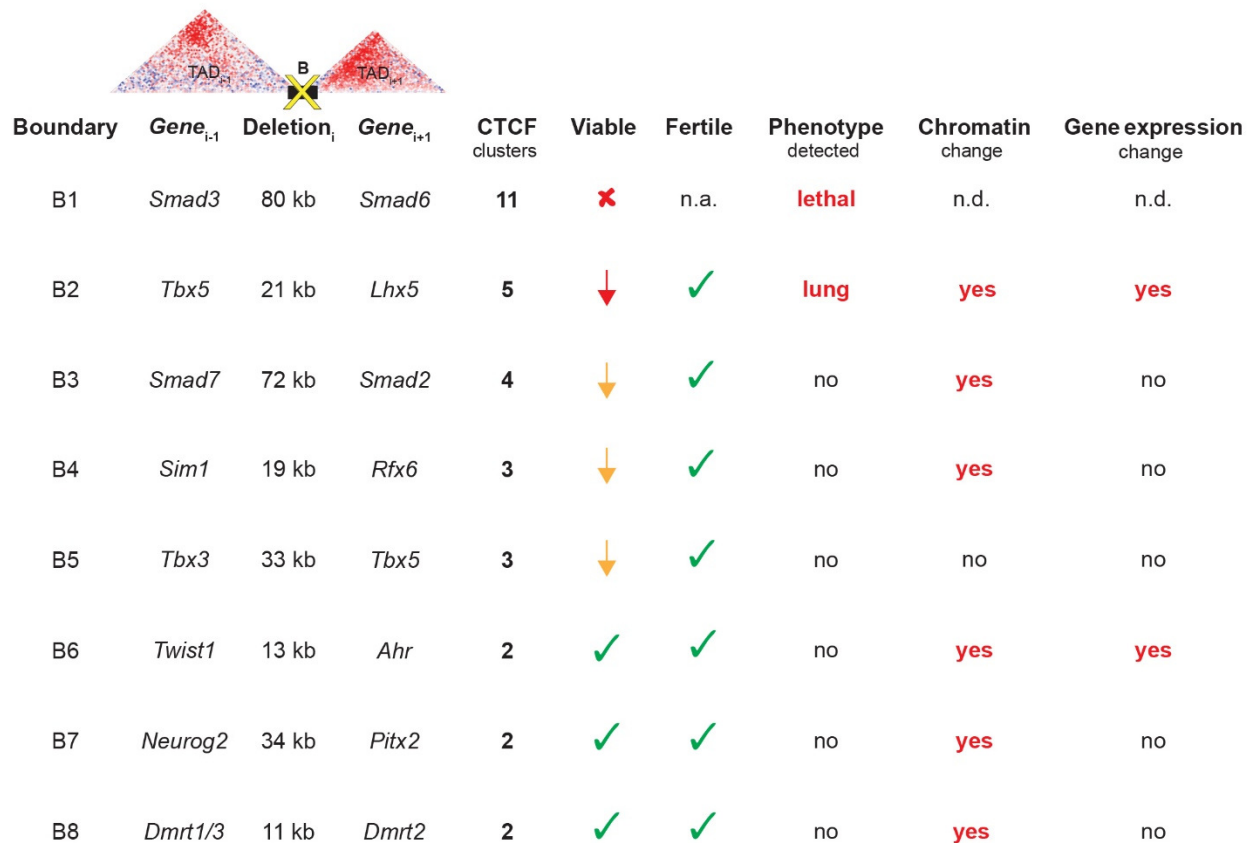 B
TADi-1 TADi+1
Boundary Genei-1 Deletioni Genei+1 CTCF Viable Fertile Phenotype Chromatin Gene expression
clusters detected change change
B1 Smad3 80 kb Smad6 11 ✘ n.a. lethal n.d. n.d.
B2 Tbx5 21 kb Lhx5 5 ↓ ✓ lung yes yes
B3 Smad7 72 kb Smad2 4 ↓ ✓ no yes no
B4 Sim1 19 kb Rfx6 3 ↓ ✓ no yes no
B5 Tbx3 33 kb Tbx5 3 ↓ ✓ no no no
B6 Twist1 13 kb Ahr 2 ✓ ✓ no yes yes
B7 Neurog2 34 kb Pitx2 2 ✓ ✓ no yes no
B8 Dmrt1/3 11 kb Dmrt2 2 ✓ ✓ no yes no